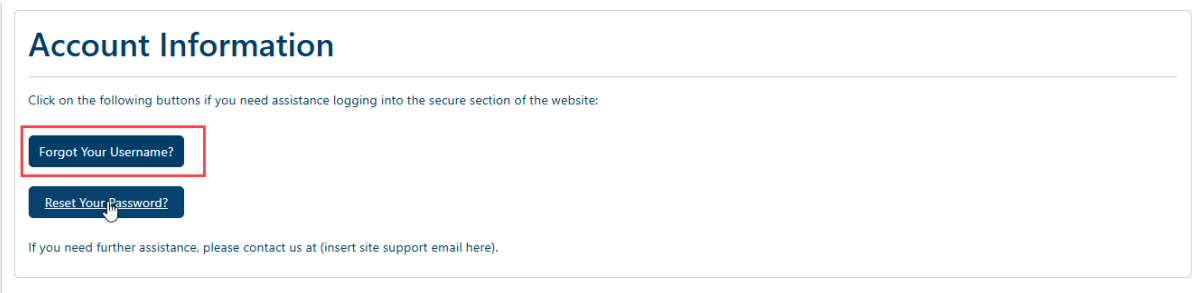 Account Information
Click on the following buttons if you need assistance logging into the secure section of the website:
Forgot Your Username?
Reset Your Password?
If you need further assistance, please contact us at (insert site support email here).